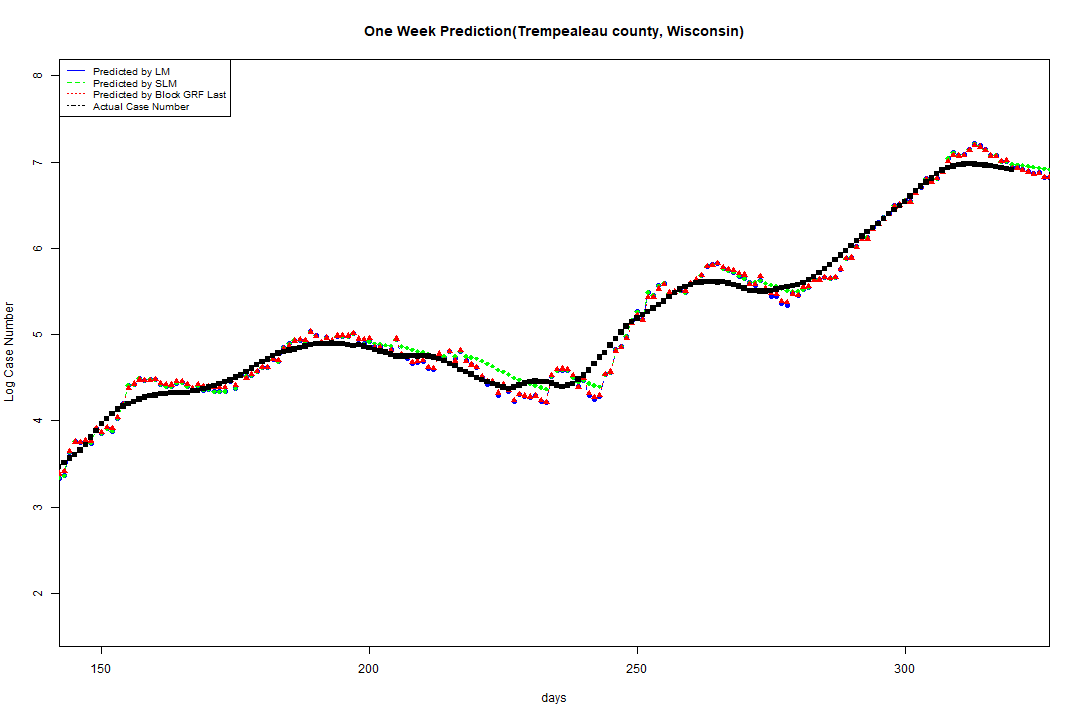 One Week Prediction(Trempealeau county, Wisconsin)
Predicted by LM
Predicted by SLM
Predicted by Block GRF Last
Actual Case Number
8
7
6
5
4
3
2
Log Case Number
150 200 250 300
days